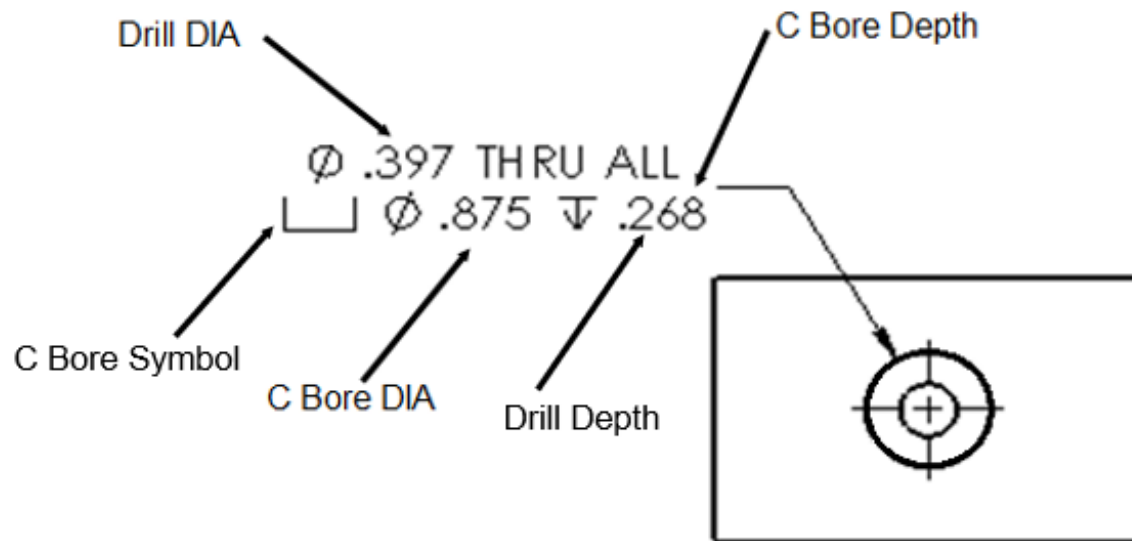 Drill DIA
C Bore Depth
⌀ .397 THRU ALL
⌴ ⌀ .875 ↧ .268
C Bore Symbol
C Bore DIA
Drill Depth